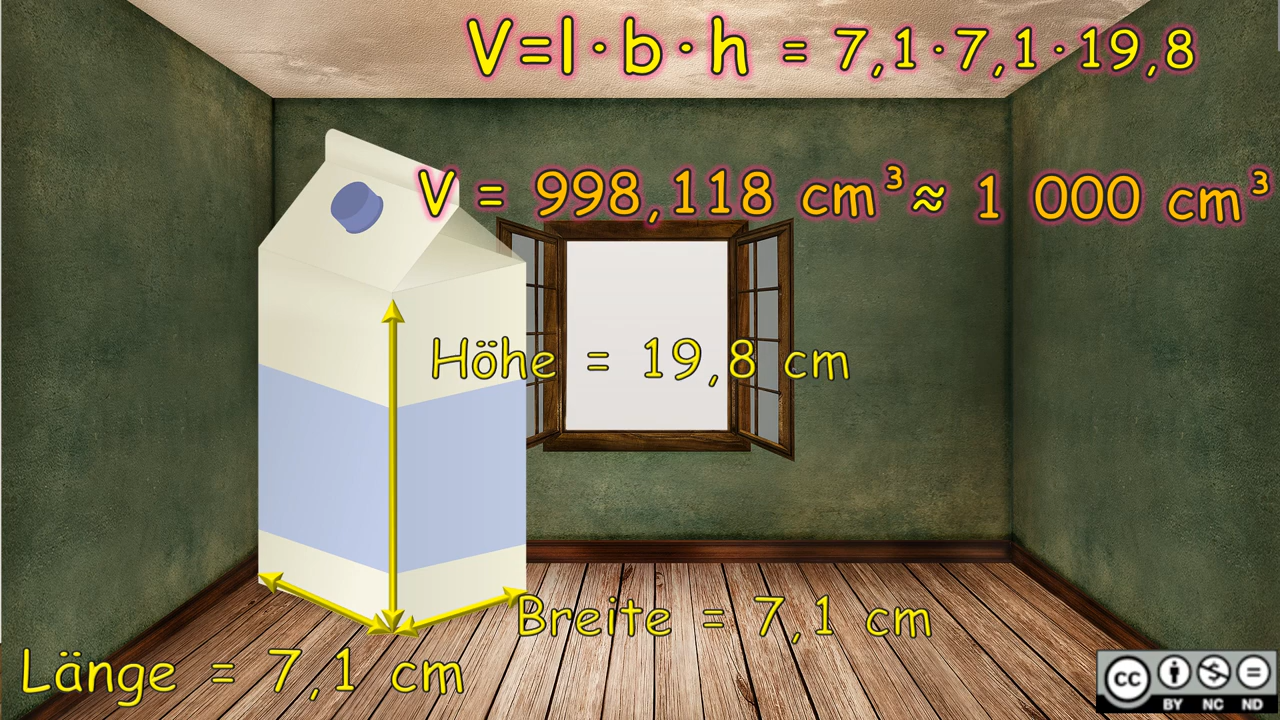 V=l·b·h = 7,1·7,1·19,8
V = 998,118 cm³≈ 1 000 cm³
Höhe = 19,8 cm
Breite = 7,1 cm
Länge = 7,1 cm
cc
BY NC ND